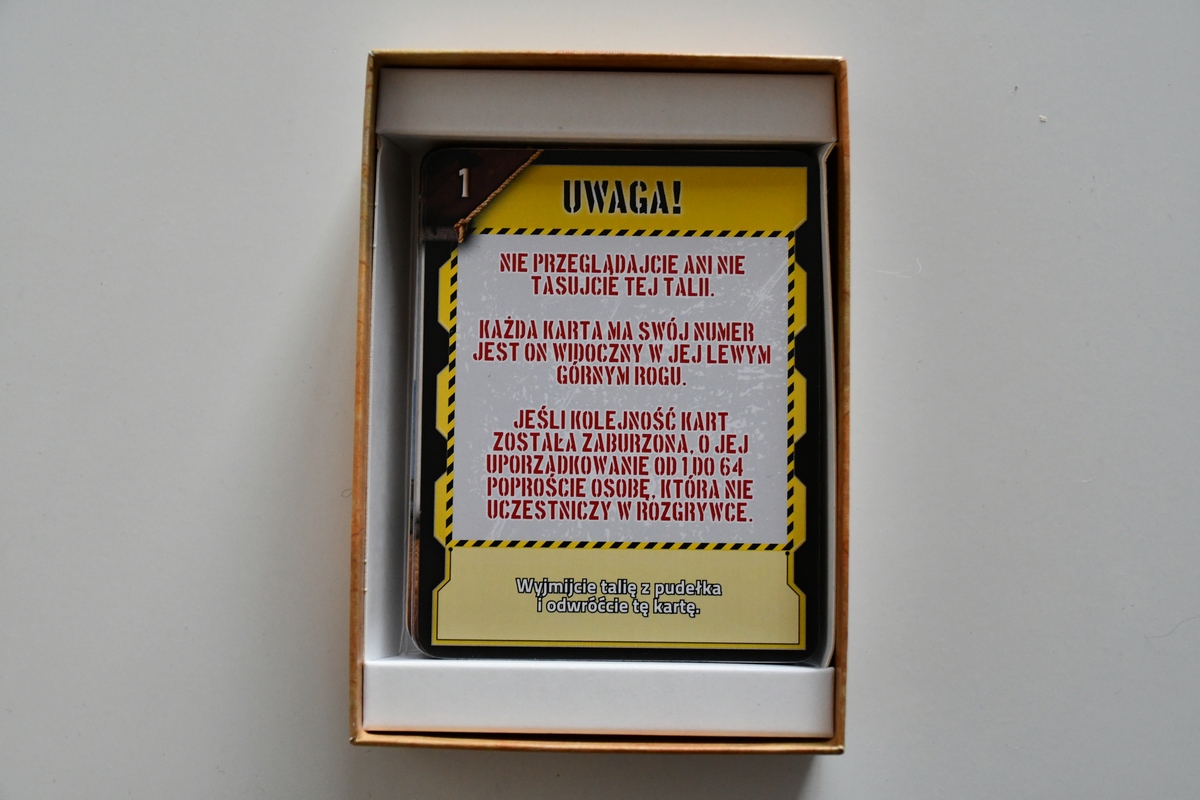 1
UWAGA!
NIE PRZEGLĄDAJCIE ANI NIE
TASUJCIE TEJ TALII.
KAŻDA KARTA MA SWÓJ NUMER
JEST ON WIDOCZNY W JEJ LEWYM
GÓRNYM ROGU.
JEŚLI KOLEJNOŚĆ KART
ZOSTAŁA ZABURZONA, O JEJ
UPORZĄDKOWANIE OD 1 DO 64
POPROŚCIE OSOBĘ, KTÓRA NIE
UCZESTNICZY W ROZGRYWCE.
Wyjmijcie talię z pudełka
i odwróćcie tę kartę.